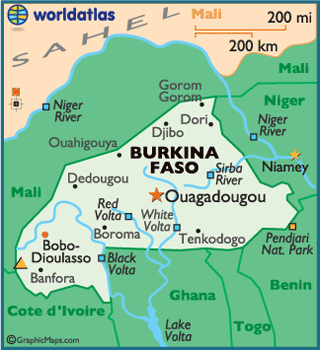 worldatlas
Mali
200 mi
200 km
SAHEL
Mali
Gorom
Gorom
Niger
Niger
River
Dori
Djibo
Niger
River
Ouahigouya
BURKINA
FASO
Sirba
River
Niamey
Mali
Dedougou
Ouagadougou
Red
Volta
White
Volta
Boroma
Tenkodogo
Pendjari
Nat. Park
Bobo-
Dioulasso
Black
Volta
Banfora
Benin
Ghana
Cote d'Ivoire
Togo
Lake
Volta
©GraphicMaps.com